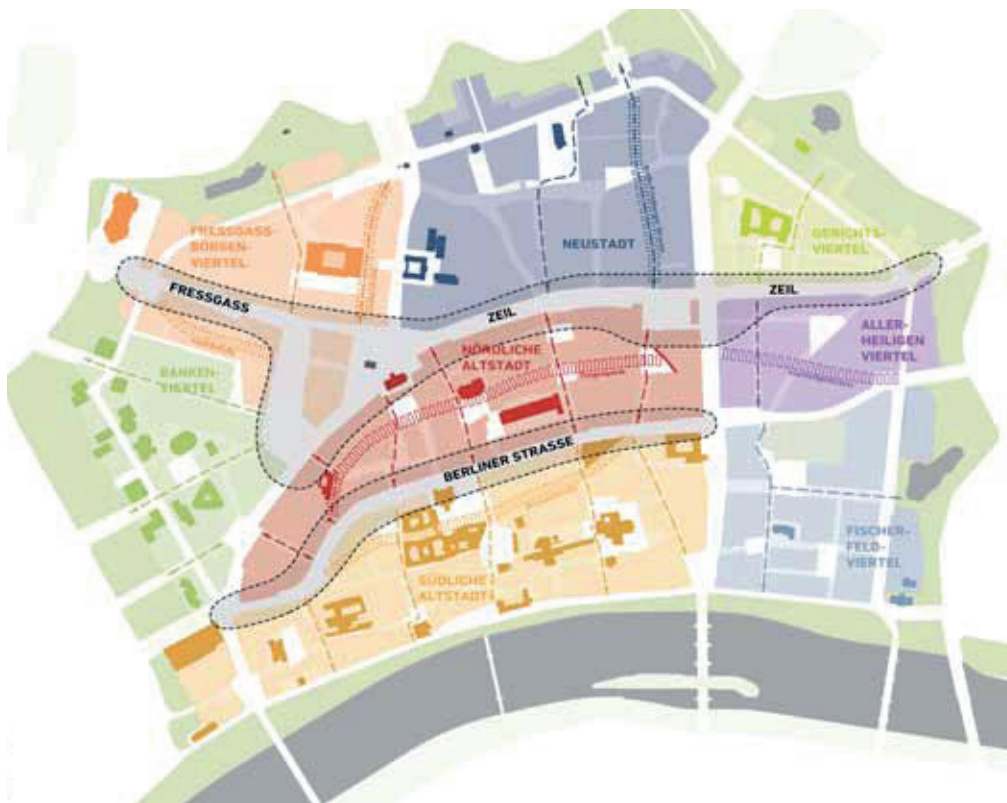 FRESSGASS-
BÖRSEN-
VIERTEL
NEUSTADT
GERICHTS-
VIERTEL
FRESSGASS
ZEIL
ZEIL
NÖRDLICHE
ALTSTADT
ALLER-
HEILIGEN
VIERTEL
BANKEN-
VIERTEL
BERLINER STRASSE
SÜDLICHE
ALTSTADT
FISCHER-
FELD-
VIERTEL